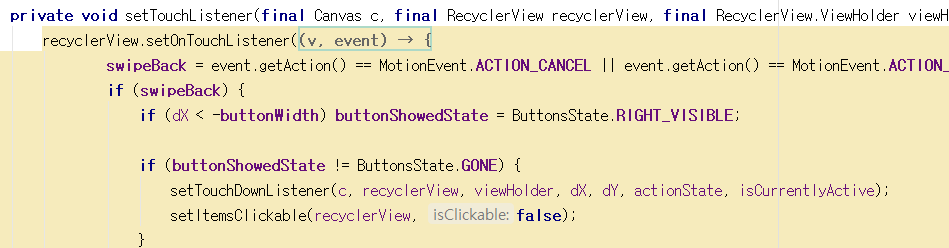 private void setTouchListener(final Canvas c, final RecyclerView recyclerView, final RecyclerView.ViewHolder viewH
recyclerView.setOnTouchListener((v, event) → {
swipeBack = event.getAction() == MotionEvent.ACTION_CANCEL || event.getAction() == MotionEvent.ACTION_
if (swipeBack) {
if (dX < -buttonWidth) buttonShowedState = ButtonsState.RIGHT_VISIBLE;
if (buttonShowedState != ButtonsState.GONE) {
setTouchDownListener(c, recyclerView, viewHolder, dX, dY, actionState, isCurrentlyActive);
setItemsClickable(recyclerView, isClickable: false);
}